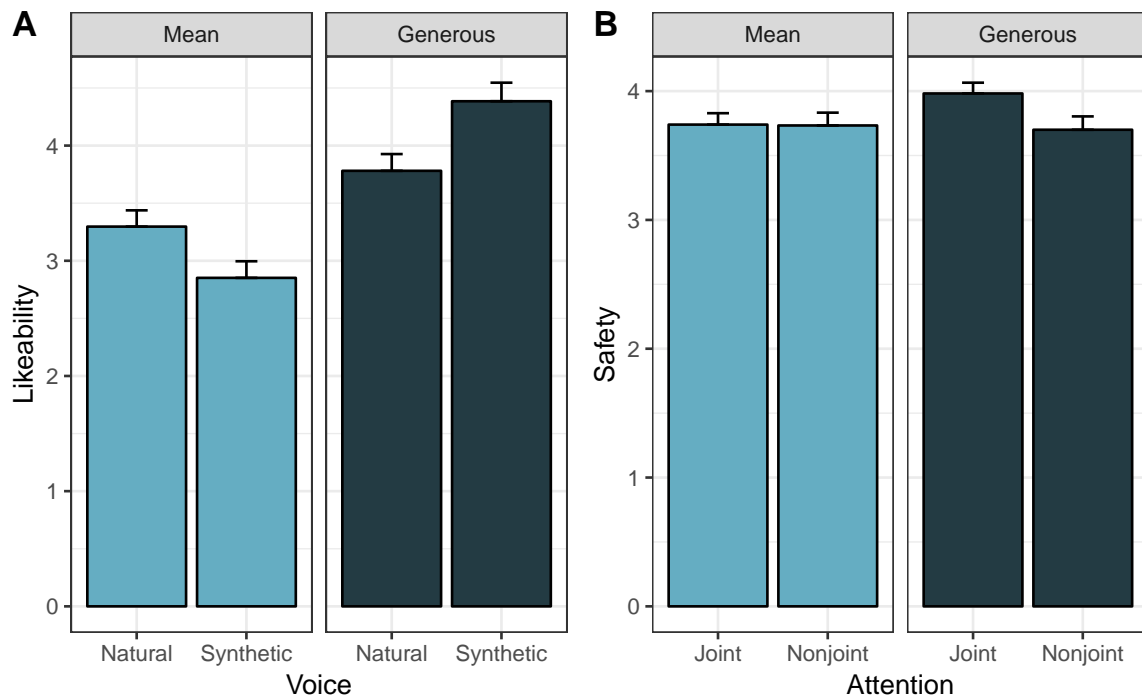 A
Mean
Generous
Likeability
4
3
2
1
0
Natural
Synthetic
Natural
Synthetic
Voice
B
Mean
Generous
Safety
4
3
2
1
0
Joint
Nonjoint
Joint
Nonjoint
Attention